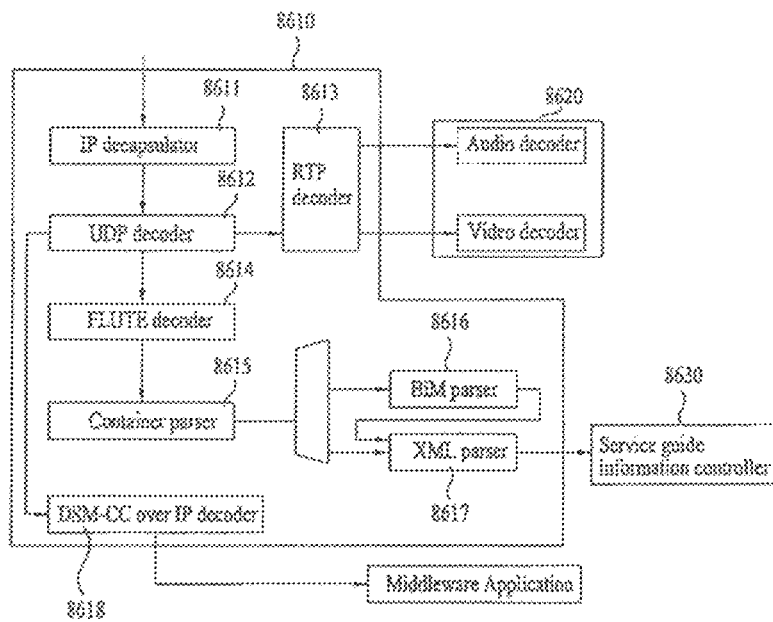 8610
8611
8613
8620
IP decapsulator
Audio decoder
8612
RTP
decoder
UDP decoder
Video decoder
8614
FLUTE decoder
8616
8615
BiM parser
8630
Container parser
Service guide
information controller
XML parser
8617
DSM-CC over IP decoder
Middleware Application
8618